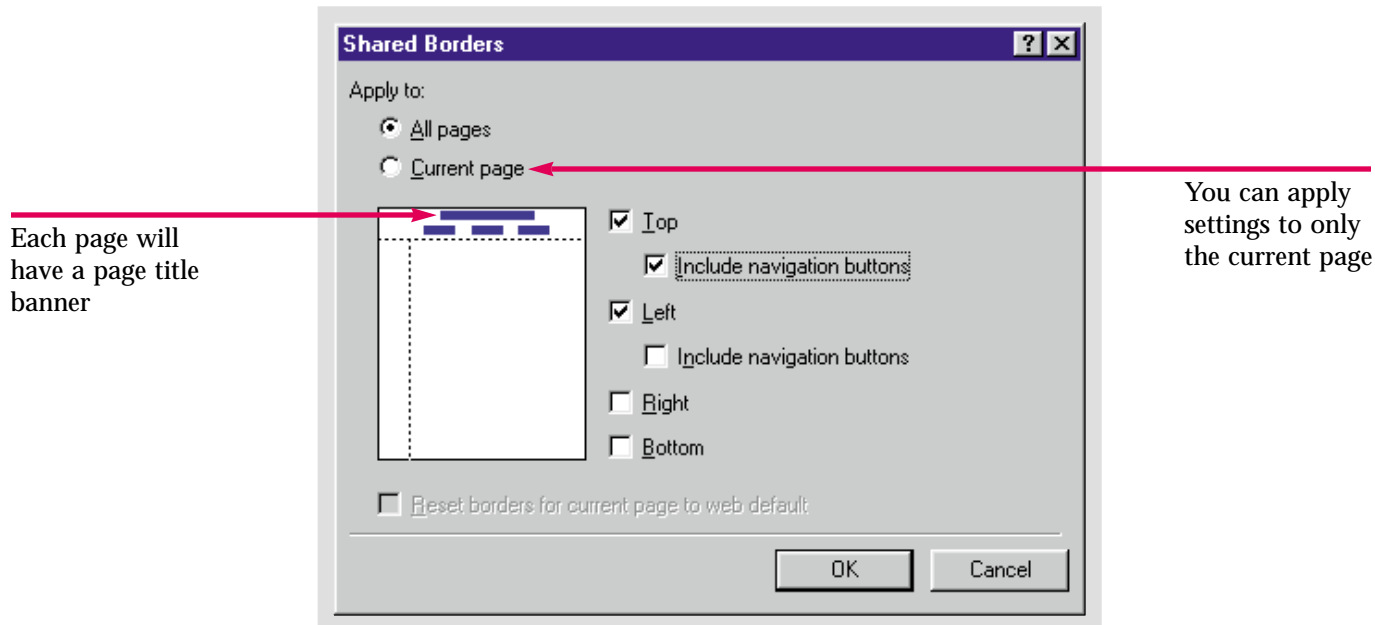 Shared Borders
Apply to:
All pages
Current page
Each page will
have a page title
banner
You can apply
settings to only
the current page
Top
Include navigation buttons
Left
Include navigation buttons
Right
Bottom
Reset borders for current page to web default
OK
Cancel